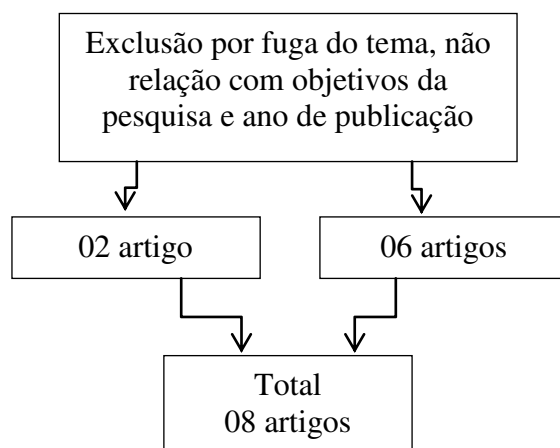 Exclusão por fuga do tema, não
relação com objetivos da
pesquisa e ano de publicação
02 artigo
06 artigos
Total
08 artigos